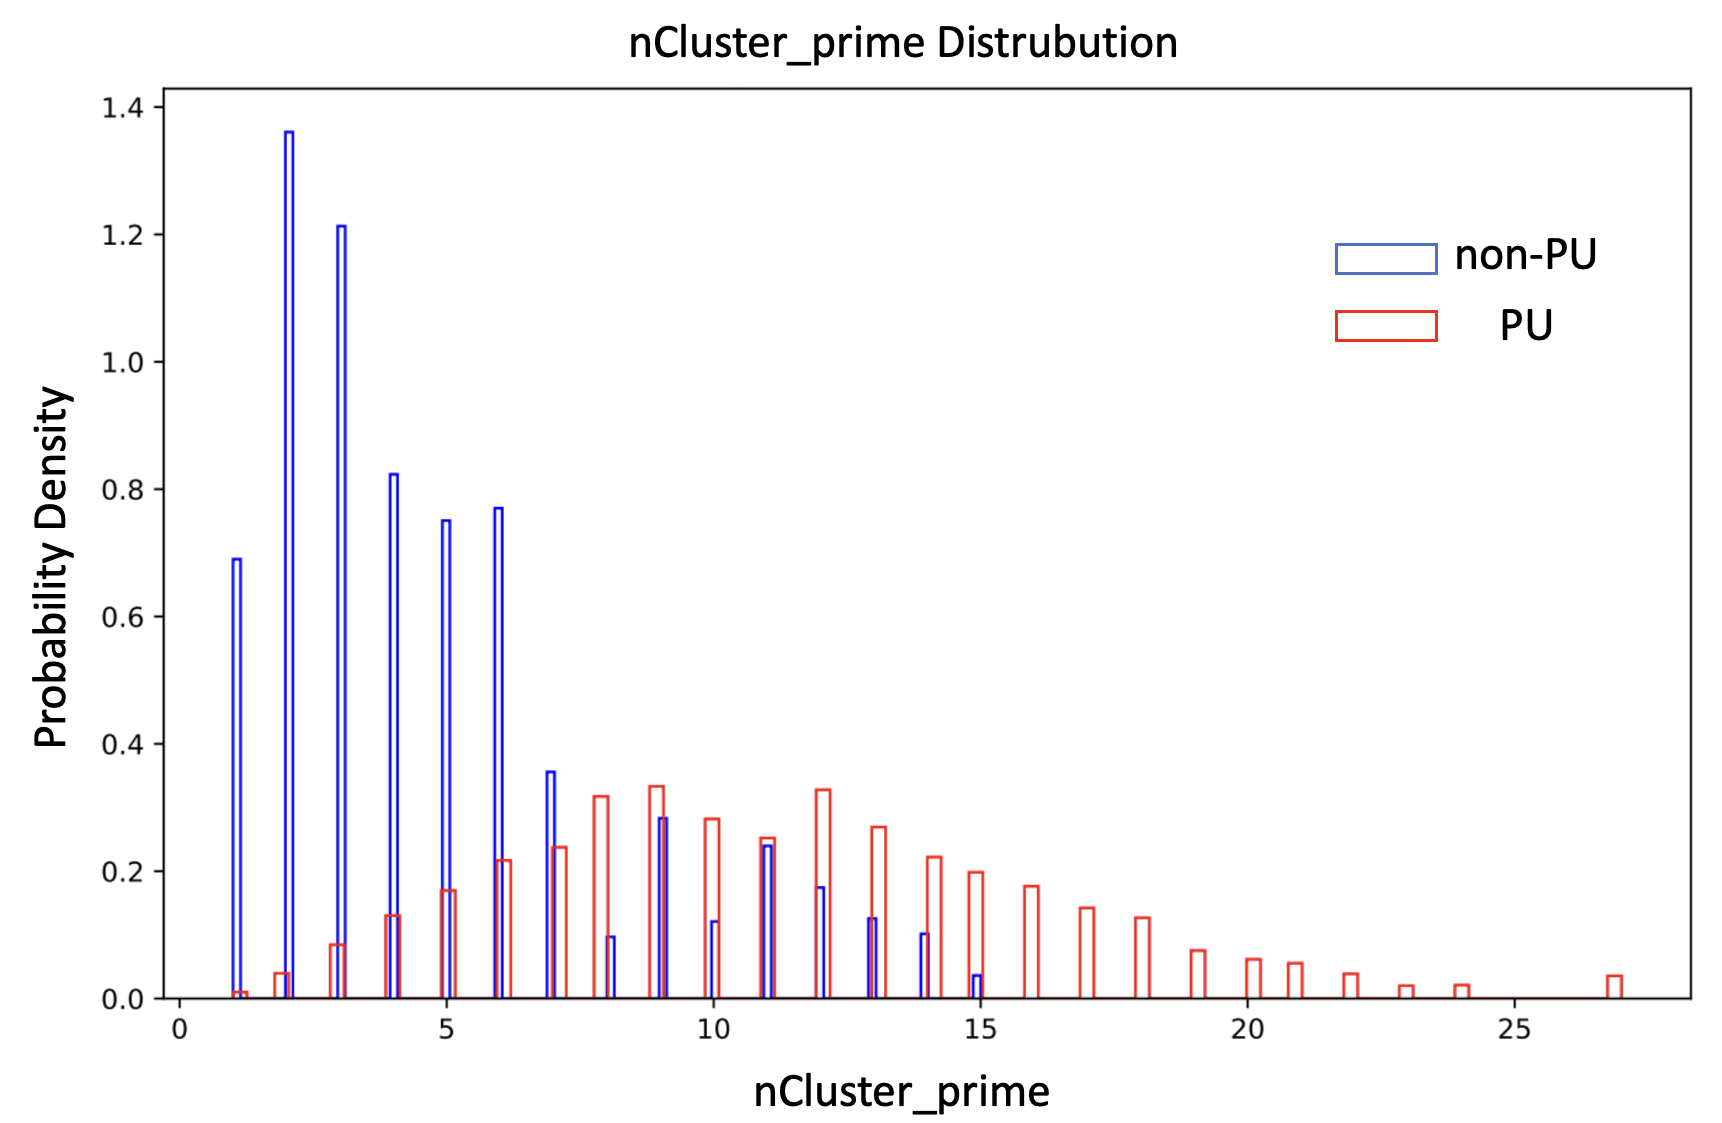 nCluster_prime Distrubution
1.4
1.2
1.0
0.8
0.6
0.4
0.2
0.0
Probability Density
non-PU
PU
0 5 10 15 20 25
nCluster_prime